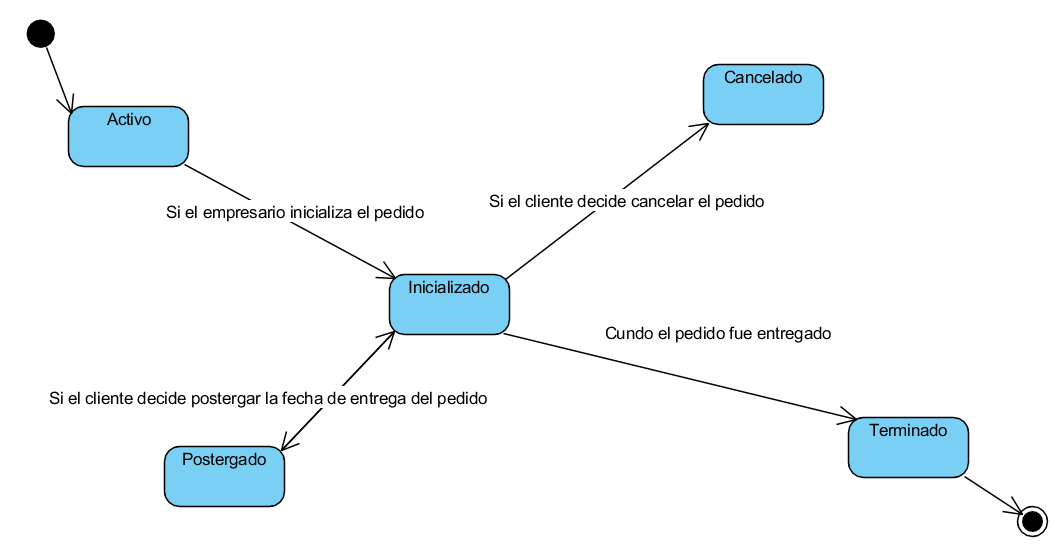 Cancelado
Activo
Si el cliente decide cancelar el pedido
Si el empresario inicializa el pedido
Inicializado
Cundo el pedido fue entregado
Si el cliente decide postergar la fecha de entrega del pedido
Terminado
Postergado